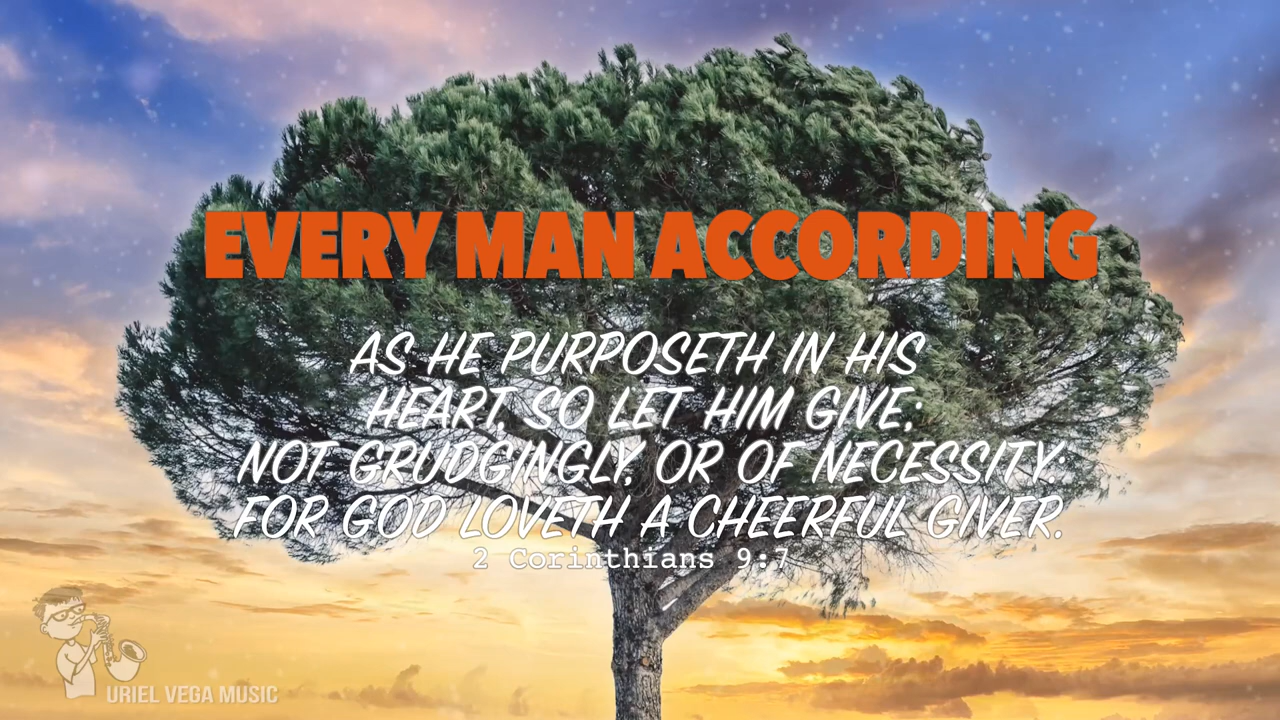 EVERY MAN ACCORDING
AS HE PURPOSETH IN HIS
HEART, SO LET HIM GIVE;
NOT GRUDGINGLY, OR OF NECESSITY:
FOR GOD LOVETH A CHEERFUL GIVER.
2 Corinthians 9:7
URIEL VEGA MUSIC